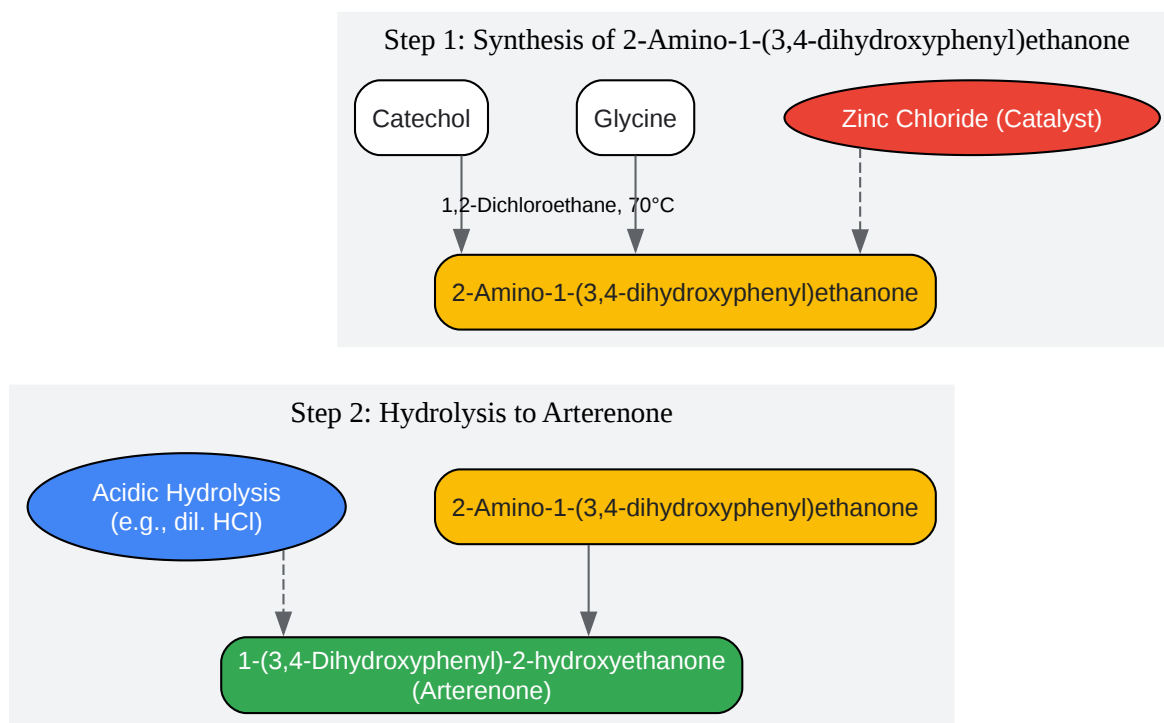 Step 1: Synthesis of 2-Amino-1-(3,4-dihydroxyphenyl)ethanone
Catechol
Glycine
Zinc Chloride (Catalyst)
1,2-Dichloroethane, 70°C
2-Amino-1-(3,4-dihydroxyphenyl)ethanone
Step 2: Hydrolysis to Arterenone
Acidic Hydrolysis
(e.g., dil. HCl)
2-Amino-1-(3,4-dihydroxyphenyl)ethanone
1-(3,4-Dihydroxyphenyl)-2-hydroxyethanone
(Arterenone)